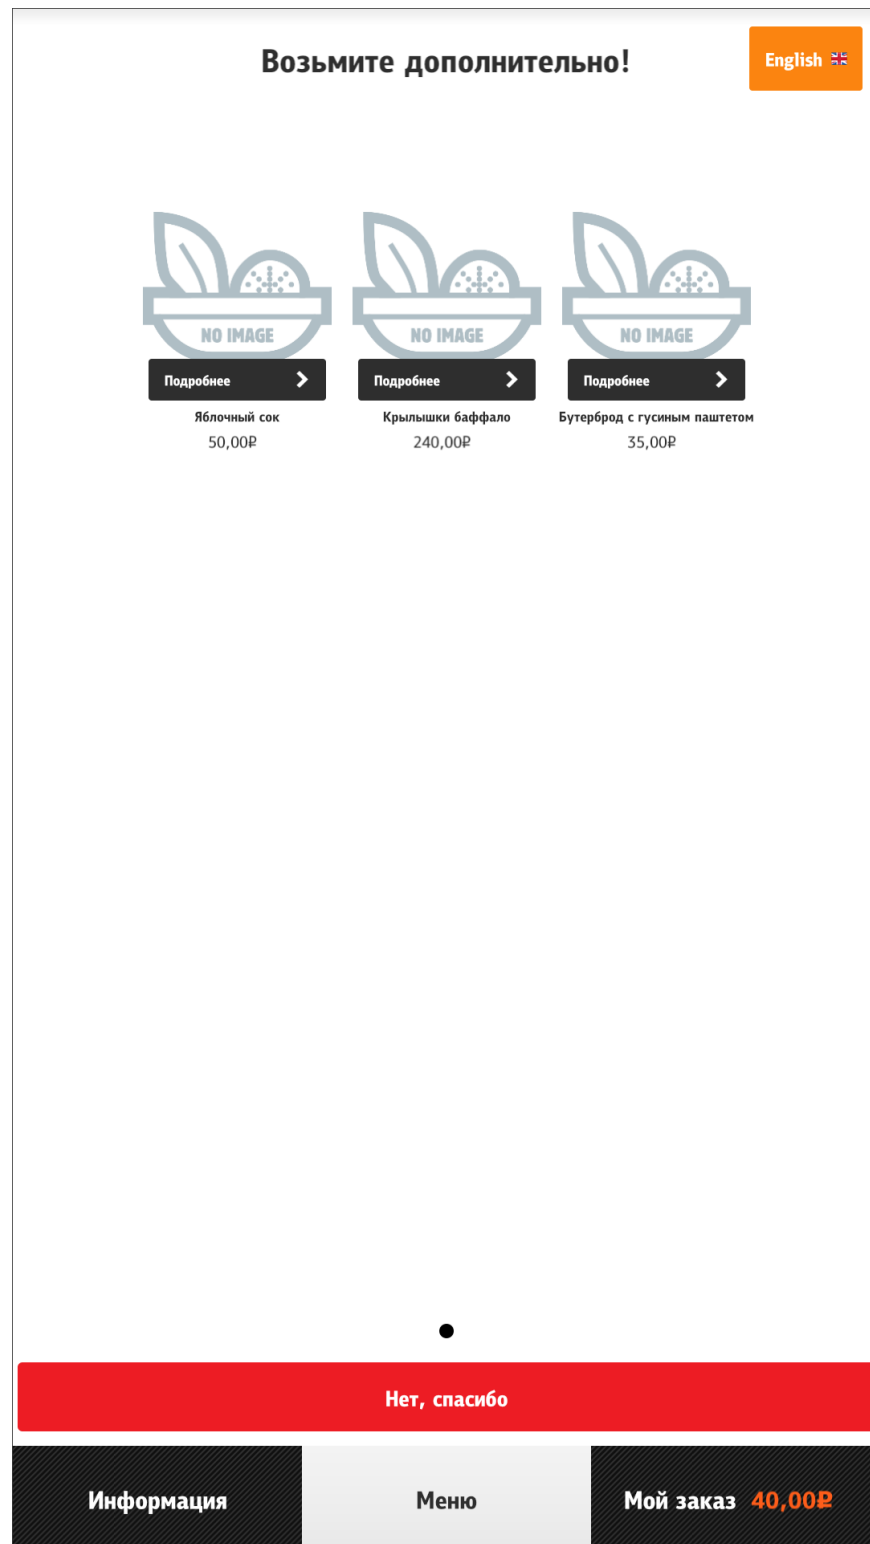 Возьмите дополнительно!
English
NO IMAGE
NO IMAGE
NO IMAGE
Подробнее
Подробнее
Подробнее
Яблочный сок
Крылышки баффало
Бутерброд с гусиным паштетом
50,00₽
240,00₽
35,00₽
Нет, спасибо
Информация
Меню
Мой заказ 40,00₽